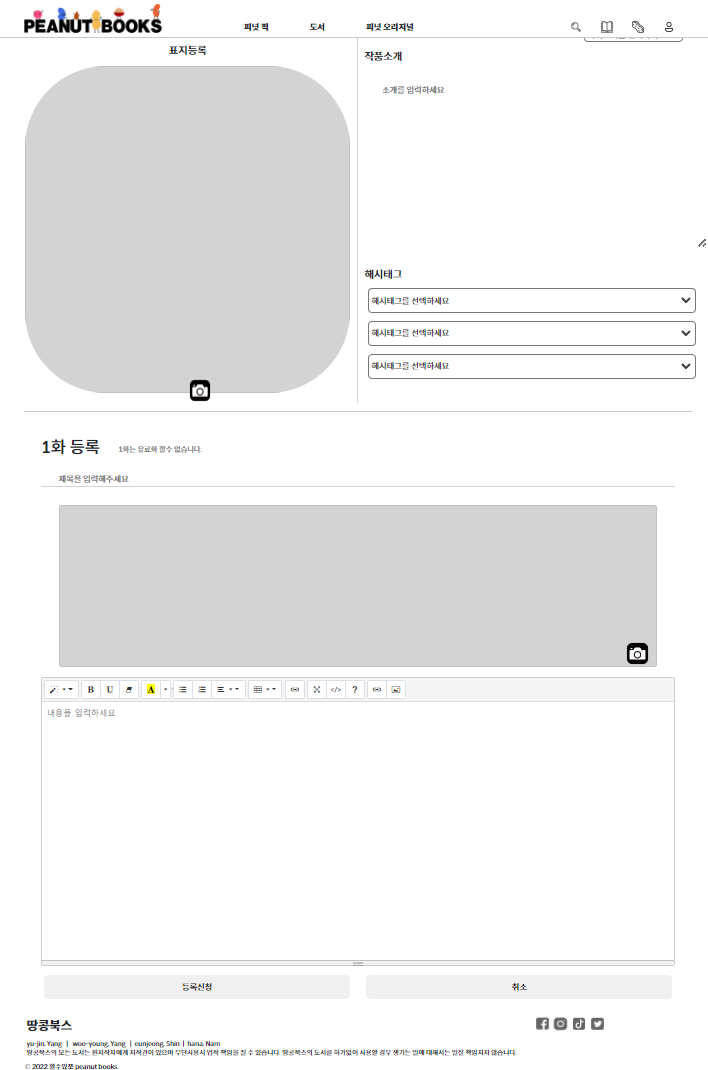 PEANUT BOOKS
피넛 픽 도서 피넛 오리지널
표지등록
작품소개
소개를 입력하세요
해시태그
해시태그를 선택하세요
해시태그를 선택하세요
해시태그를 선택하세요
1화 등록 1화는 유료화 할수 없습니다.
제목을 입력해주세요
B U A </> ?
내용을 입력하세요
등록신청 취소
땅콩북스
yu-jin, Yang | woo-young, Yang | eunjeong, Shin | hana, Nam
땅콩북스의 모든 도서는 원저작자에게 저작권이 있으며 무단사용시 법적 책임을 질 수 있습니다. 땅콩북스의 도서를 허가없이 사용할 경우 생기는 일에 대해서는 일절 책임지지 않습니다.
© 2022 할수있쪼 peanut books